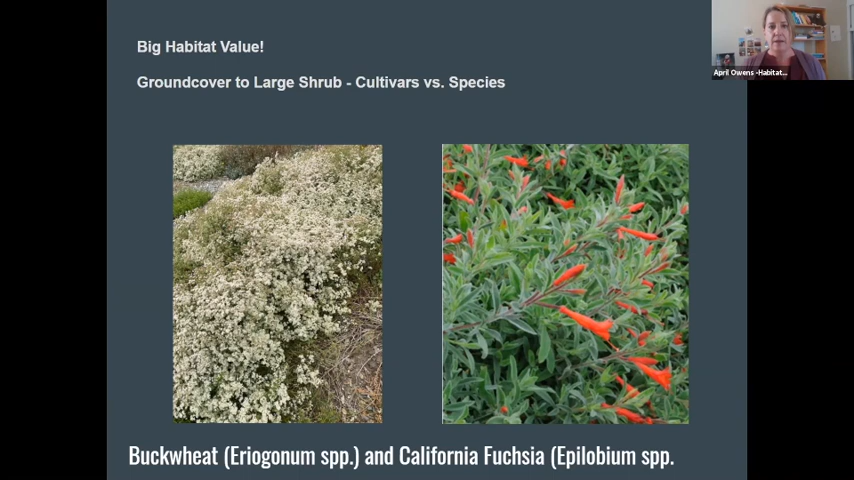 Big Habitat Value!
Groundcover to Large Shrub - Cultivars vs. Species
April Owens -Habitat...
Buckwheat (Eriogonum spp.) and California Fuchsia (Epilobium spp.